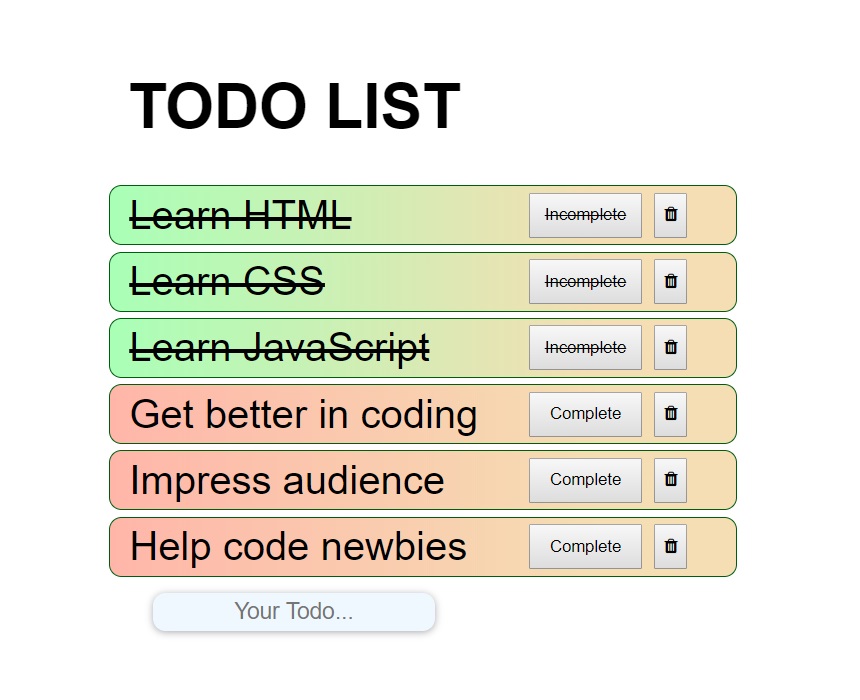 TODO LIST
Learn HTML Incomplete
Learn CSS Incomplete
Learn JavaScript Incomplete
Get better in coding Complete
Impress audience Complete
Help code newbies Complete
Your Todo...